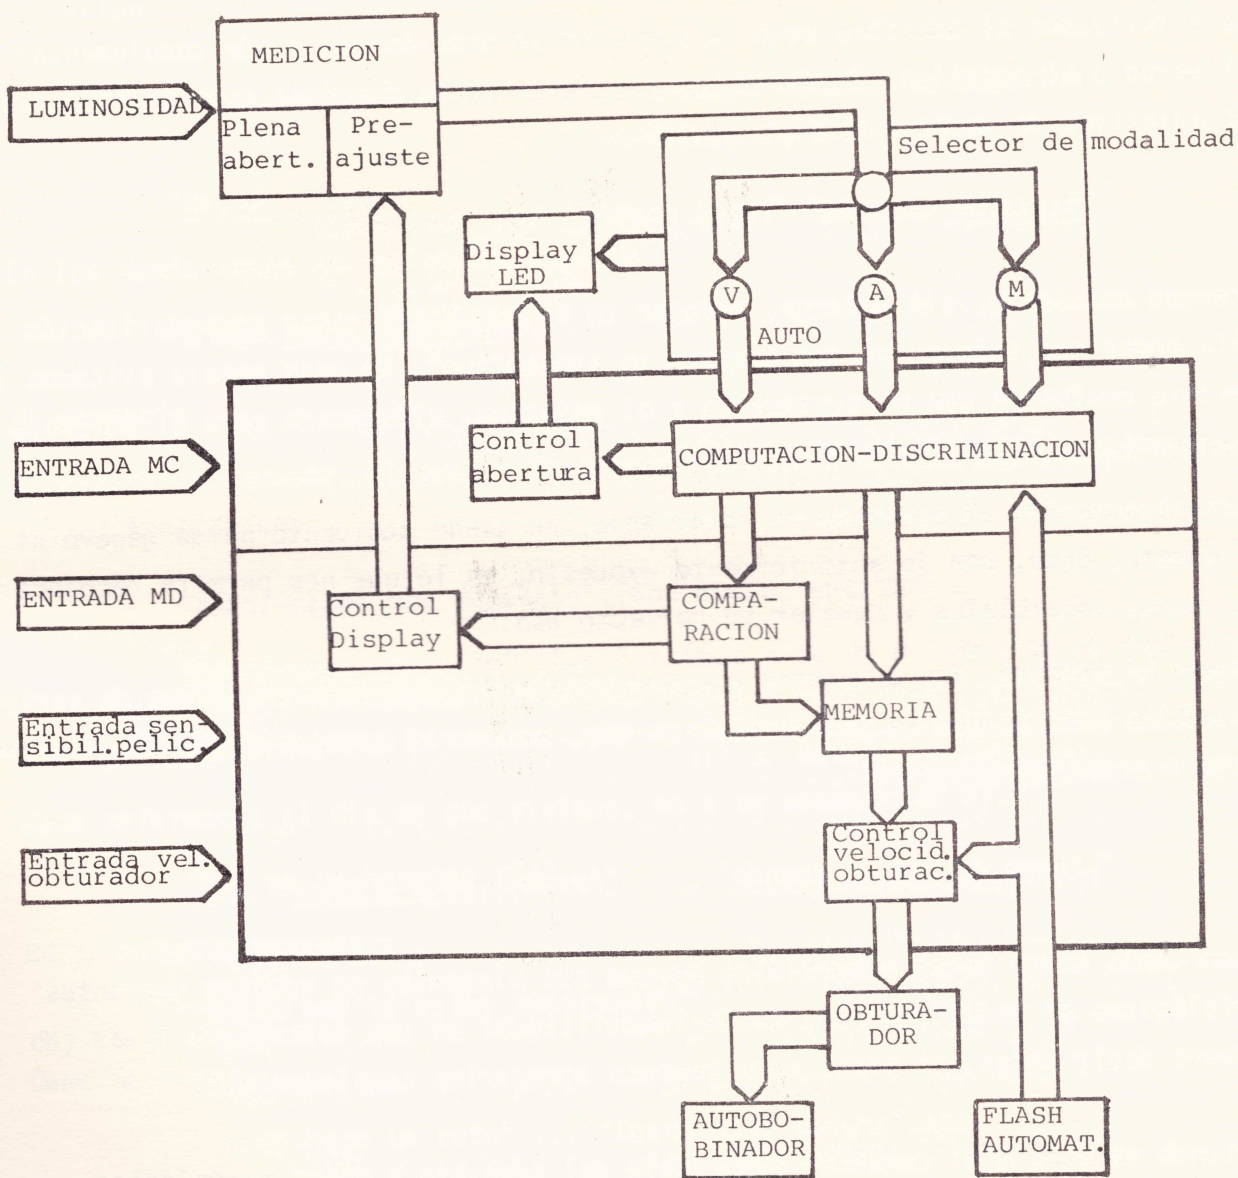 MEDICION
LUMINOSIDAD
Plena
abert.
Pre-
ajuste
Selector de modalidad
Display
LED
V
A
M
AUTO
ENTRADA MC
Control
abertura
COMPUTACION-DISCRIMINACION
ENTRADA MD
Control
Display
COMPA-
RACION
Entrada sen-
sibil.pelic.
MEMORIA
Entrada vel.
obturador
Control
velocid.
obturac.
OBTURA-
DOR
AUTOBO-
BINADOR
FLASH
AUTOMAT.